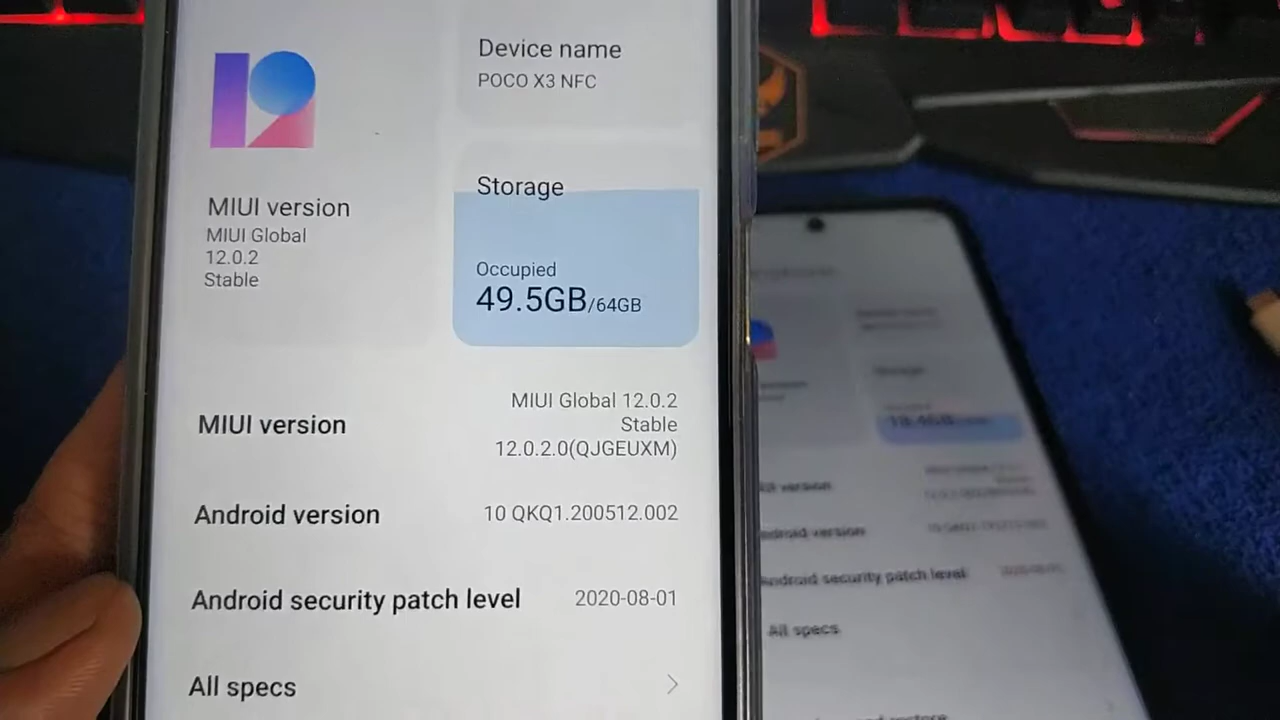 Device name
POCO X3 NFC
MIUI version
MIUI Global
12.0.2
Stable
Storage
Occupied
49.5GB/64GB
MIUI version
MIUI Global 12.0.2
Stable
12.0.2.0(QJGEUXM)
Android version
10 QKQ1.200512.002
Android security patch level
2020-08-01
All specs
Storage
version
Android version
Android security patch level
All specs